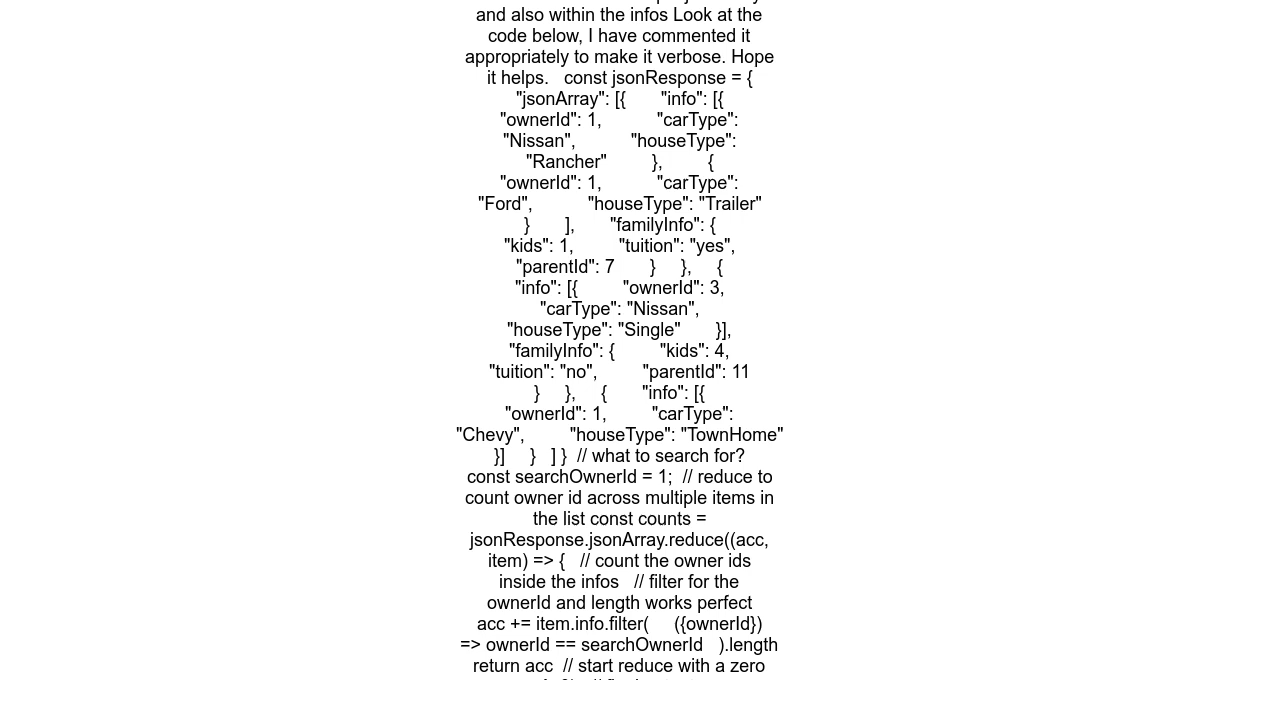 and also within the infos Look at the
code below, I have commented it
appropriately to make it verbose. Hope
it helps.   const jsonResponse = {
"jsonArray": [{       "info": [{
"ownerId": 1,           "carType":
"Nissan",           "houseType":
"Rancher"         },         {
"ownerId": 1,           "carType":
"Ford",           "houseType": "Trailer"
}       ],       "familyInfo": {
"kids": 1,         "tuition": "yes",
"parentId": 7       }     },     {
"info": [{         "ownerId": 3,
"carType": "Nissan",
"houseType": "Single"       }],
"familyInfo": {         "kids": 4,
"tuition": "no",         "parentId": 11
}     },     {       "info": [{
"ownerId": 1,         "carType":
"Chevy",         "houseType": "TownHome"
}]     }   ] }  // what to search for?
const searchOwnerId = 1;  // reduce to
count owner id across multiple items in
the list const counts =
jsonResponse.jsonArray.reduce((acc,
item) => {   // count the owner ids
inside the infos   // filter for the
ownerId and length works perfect
acc += item.info.filter(     ({ownerId})
=> ownerId == searchOwnerId   ).length
return acc  // start reduce with a zero